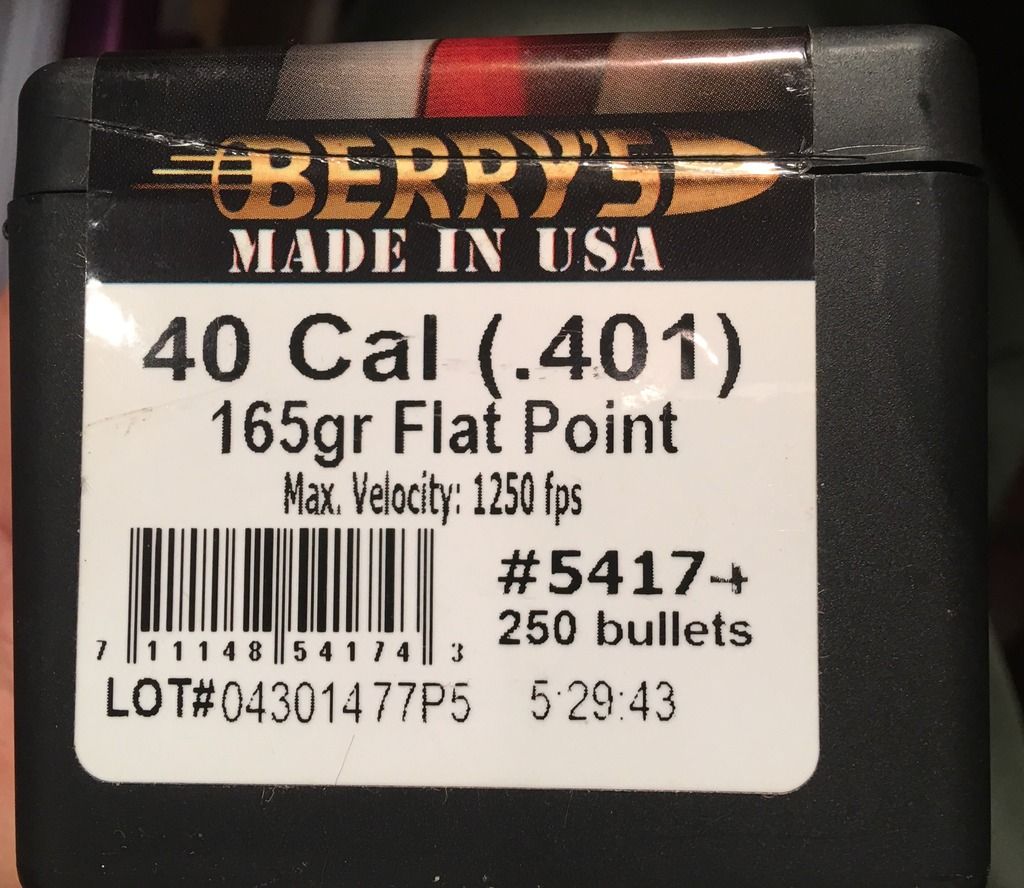 BERRY'S
MADE IN USA
40 Cal (.401)
165gr Flat Point
Max. Velocity: 1250 fps
#5417+
250 bullets
7 11148 54174 3
LOT#04301477P5 5:29:43